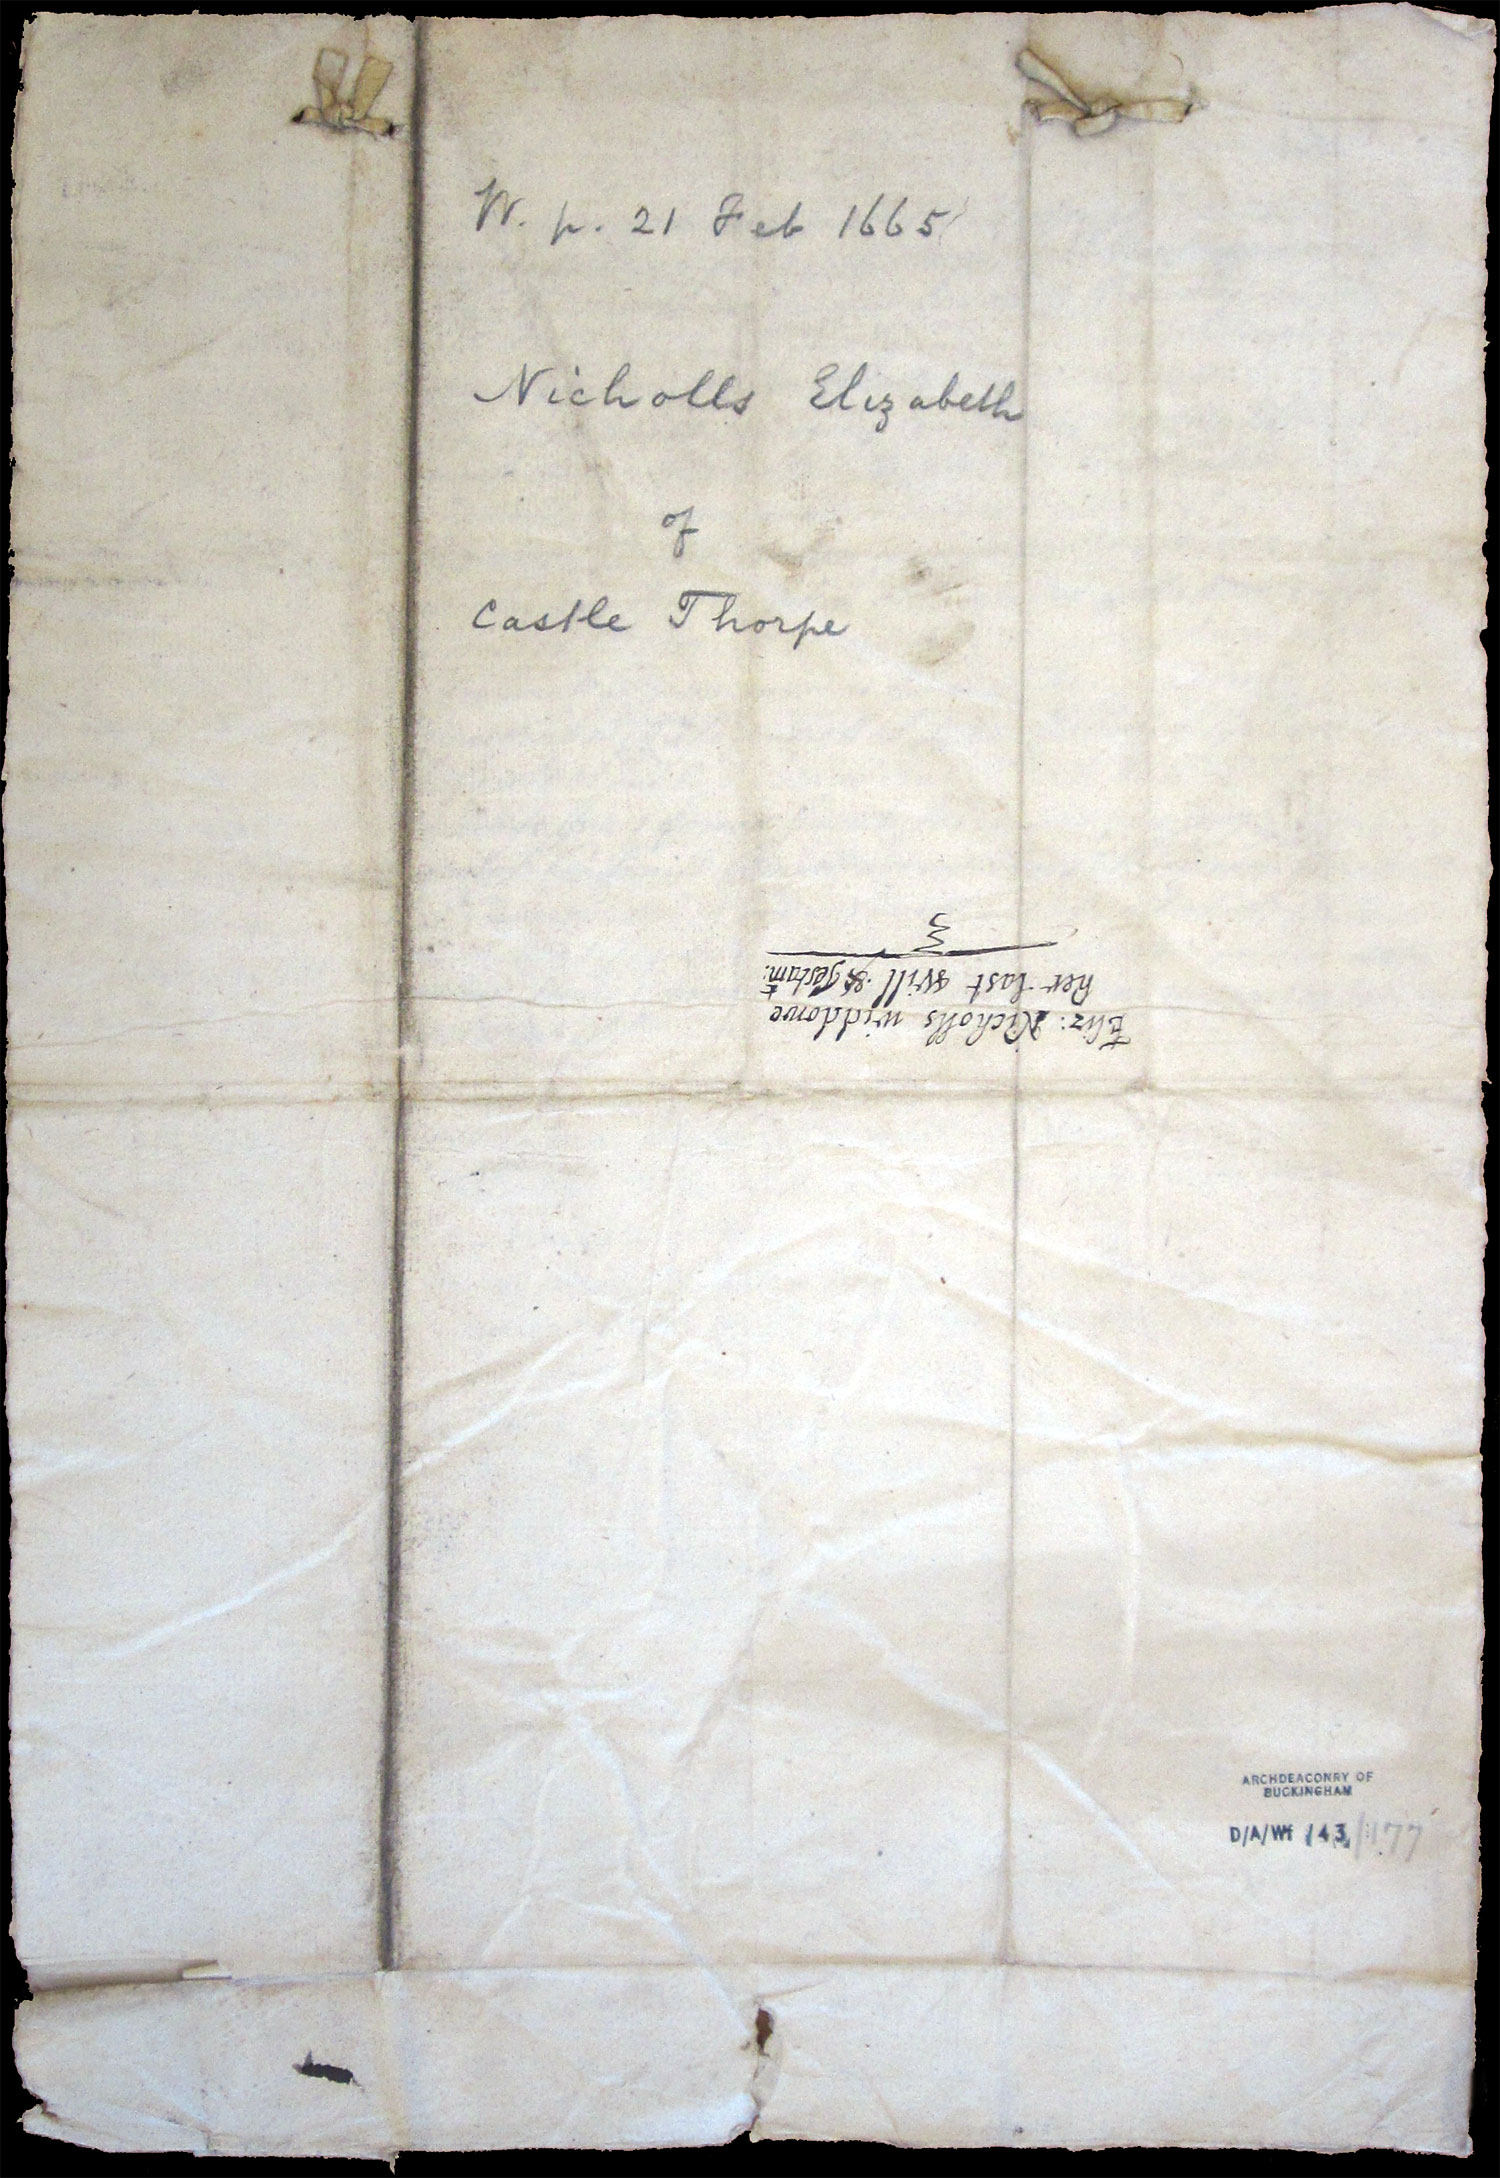 W. p. 21 Feb 1665
Nicholls Elizabeth
of
Castle Thorpe
Eliz: Nicholls widdowe
her last will & Testam:t
ARCHDEACONRY OF
BUCKINGHAM
D/A/Wf /43/177